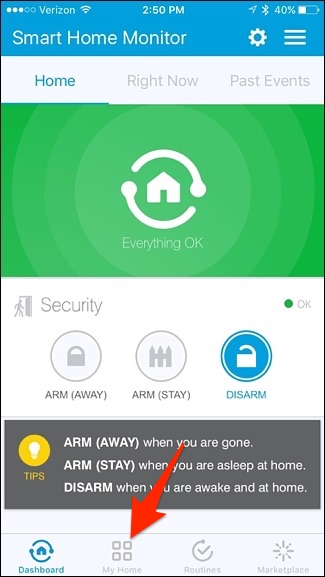 Verizon 2:50 PM 40%
Smart Home Monitor
Home Right Now Past Events
Everything OK
Security OK
ARM (AWAY) ARM (STAY) DISARM
ARM (AWAY) when you are gone.
ARM (STAY) when you are asleep at home.
TIPS
DISARM when you are awake and at home.
Dashboard My Home Routines Marketplace